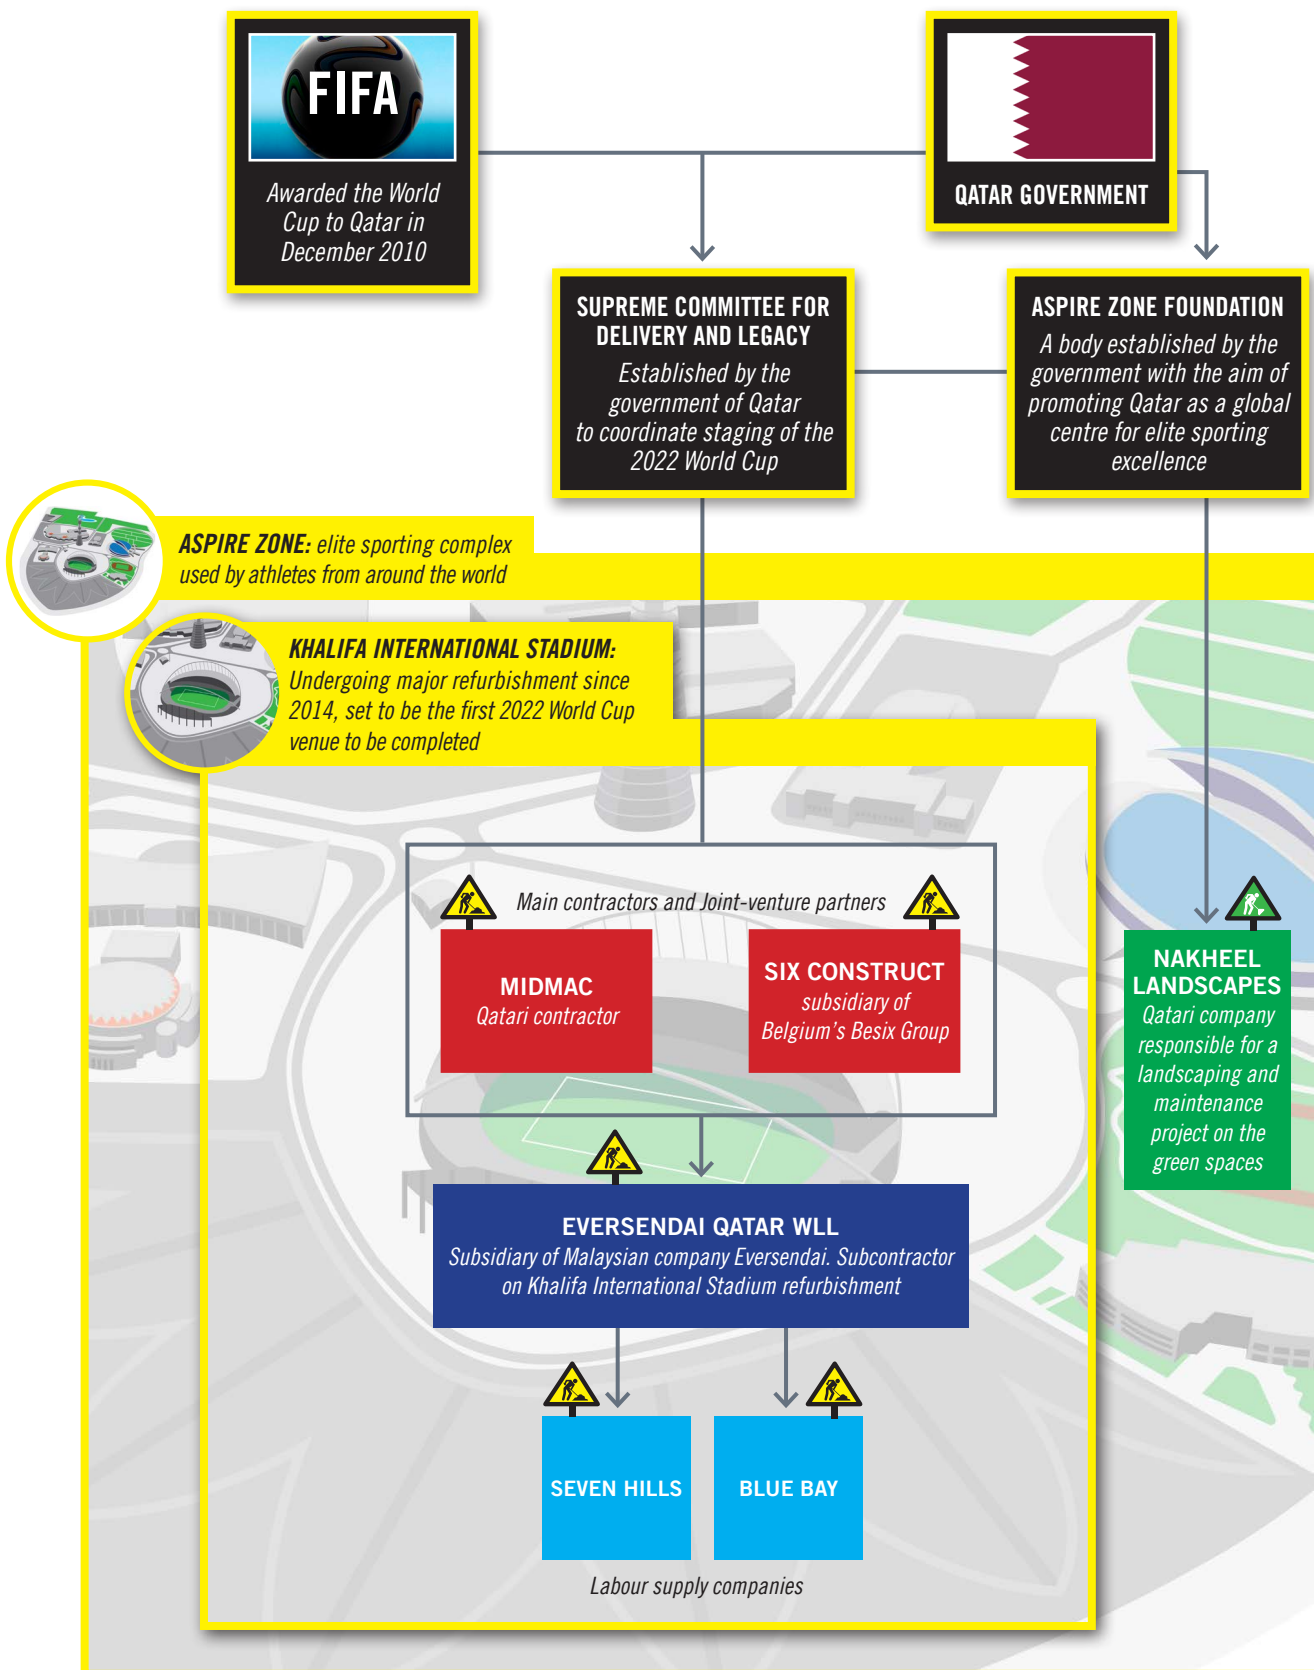 FIFA
Awarded the World
Cup to Qatar in
December 2010
QATAR GOVERNMENT
SUPREME COMMITTEE FOR
DELIVERY AND LEGACY
Established by the
government of Qatar
to coordinate staging of the
2022 World Cup
ASPIRE ZONE FOUNDATION
A body established by the
government with the aim of
promoting Qatar as a global
centre for elite sporting
excellence
ASPIRE ZONE: elite sporting complex
used by athletes from around the world
KHALIFA INTERNATIONAL STADIUM:
Undergoing major refurbishment since
2014, set to be the first 2022 World Cup
venue to be completed
Main contractors and Joint-venture partners
MIDMAC
Qatari contractor
SIX CONSTRUCT
subsidiary of
Belgium's Besix Group
NAKHEEL
LANDSCAPES
Qatari company
responsible for a
landscaping and
maintenance
project on the
green spaces
EVERSENDAI QATAR WLL
Subsidiary of Malaysian company Eversendai. Subcontractor
on Khalifa International Stadium refurbishment
SEVEN HILLS
BLUE BAY
Labour supply companies